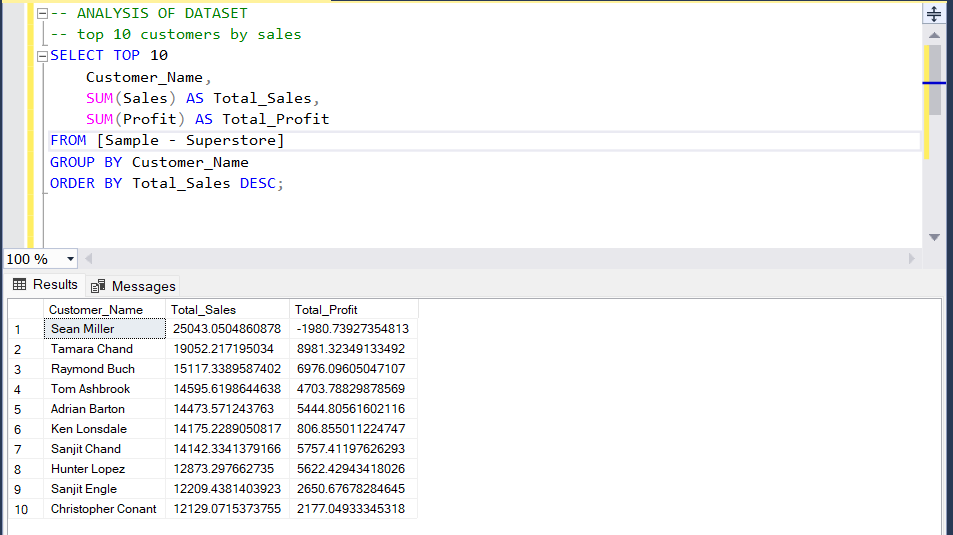 -- ANALYSIS OF DATASET
-- top 10 customers by sales
SELECT TOP 10
    Customer_Name,
    SUM(Sales) AS Total_Sales,
    SUM(Profit) AS Total_Profit
FROM [Sample - Superstore]
GROUP BY Customer_Name
ORDER BY Total_Sales DESC;
100 %
Results Messages
Customer_Name Total_Sales Total_Profit
1 Sean Miller 25043.0504860878 -1980.73927354813
2 Tamara Chand 19052.217195034 8981.32349133492
3 Raymond Buch 15117.3389587402 6976.09605047107
4 Tom Ashbrook 14595.6198644638 4703.78829878569
5 Adrian Barton 14473.571243763 5444.80561602116
6 Ken Lonsdale 14175.2289050817 806.855011224747
7 Sanjit Chand 14142.3341379166 5757.41197626293
8 Hunter Lopez 12873.297662735 5622.42943418026
9 Sanjit Engle 12209.4381403923 2650.67678284645
10 Christopher Conant 12129.0715373755 2177.04933345318